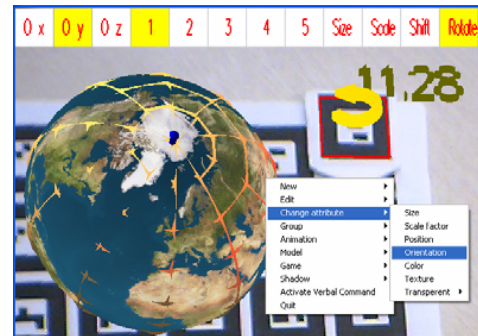 0 x 0 y 0 z 1 2 3 4 5 Size Scale Shift Rotate
11.28
New
Edit
Change attribute
Group
Animation
Model
Game
Shadow
Activate Verbal Command
Quit
Size
Scale factor
Position
Orientation
Color
Texture
Transperent